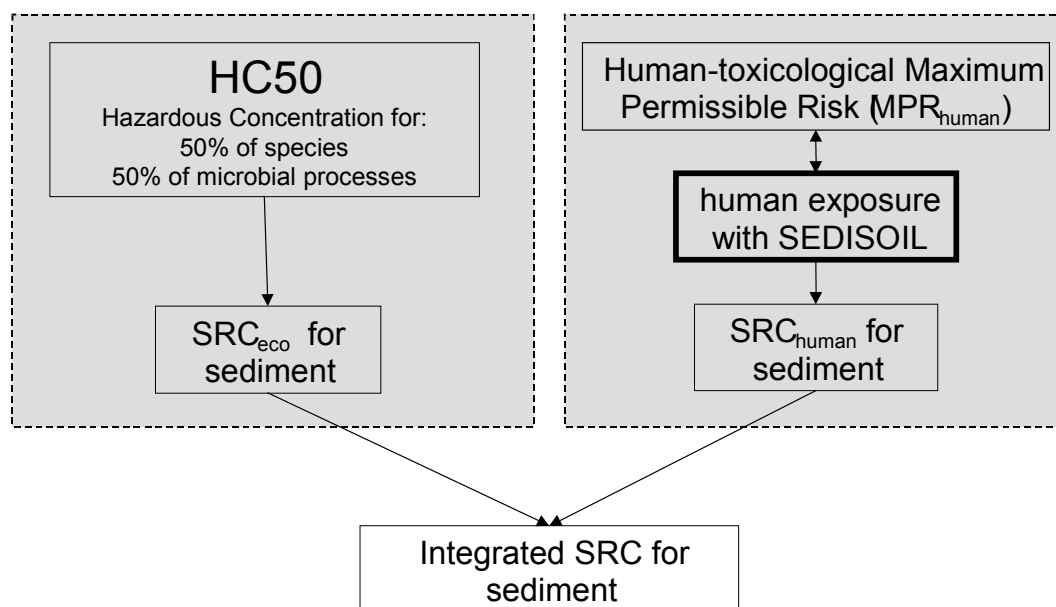 HC50
Hazardous Concentration for:
50% of species
50% of microbial processes
SRCeco for
sediment
Human-toxicological Maximum
Permissible Risk (MPRhuman)
human exposure
with SEDISOIL
SRChuman for
sediment
Integrated SRC for
sediment